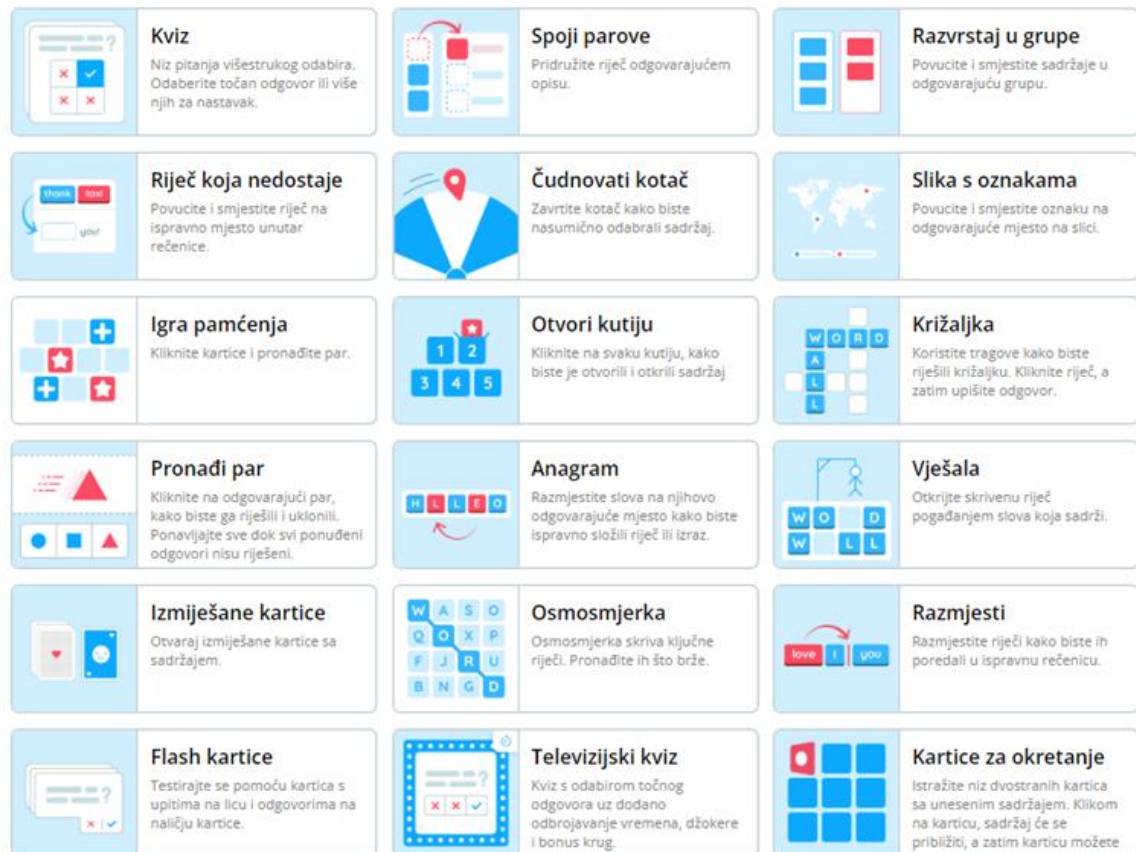 Kviz
Niz pitanja višestrukog odabira.
Odaberite točan odgovor ili više
njih za nastavak.
Spoji parove
Pridružite riječ odgovarajućem
opisu.
Razvrstaj u grupe
Povucite i smjestite sadržaje u
odgovarajuću grupu.
thank taxi
you!
Riječ koja nedostaje
Povucite i smjestite riječ na
ispravno mjesto unutar
rečenice.
Čudnovati kotač
Zavrtite kotač kako biste
nasumično odabrali sadržaj.
Slika s oznakama
Povucite i smjestite oznaku na
odgovarajuće mjesto na slici.
Igra pamćenja
Kliknite kartice i pronađite par.
1 2
3 4 5
Otvori kutiju
Kliknite na svaku kutiju, kako
biste je otvorili i otkrili sadržaj
W O R D
A
L
L
Križaljka
Koristite tragove kako biste
riješili križaljku. Kliknite riječ, a
zatim upišite odgovor.
Pronađi par
Kliknite na odgovarajući par,
kako biste ga riješili i uklonili.
Ponavljajte sve dok svi ponuđeni
odgovori nisu riješeni.
H L L E O
Anagram
Razmjestite slova na njihovo
odgovarajuće mjesto kako biste
ispravno složili riječ ili izraz.
W O D
W L L
Vješala
Otkrijte skrivenu riječ
pogađanjem slova koja sadrži.
Izmiješane kartice
Otvaraj izmiješane kartice sa
sadržajem.
W A S O
Q O X P
F J R U
B N G D
Osmosmjerka
Osmosmjerka skriva ključne
riječi. Pronađite ih što brže.
love I you
Razmjesti
Razmjestite riječi kako biste ih
poredali u ispravnu rečenicu.
Flash kartice
Testirajte se pomoću kartica s
upitima na licu i odgovorima na
naličju kartice.
Televizijski kviz
Kviz s odabirom točnog
odgovora uz dodano
odbrojavanje vremena, džokere
i bonus krug.
Kartice za okretanje
Istražite niz dvostranih kartica
sa unesenim sadržajem. Klikom
na karticu, sadržaj će se
približiti, a zatim karticu možete